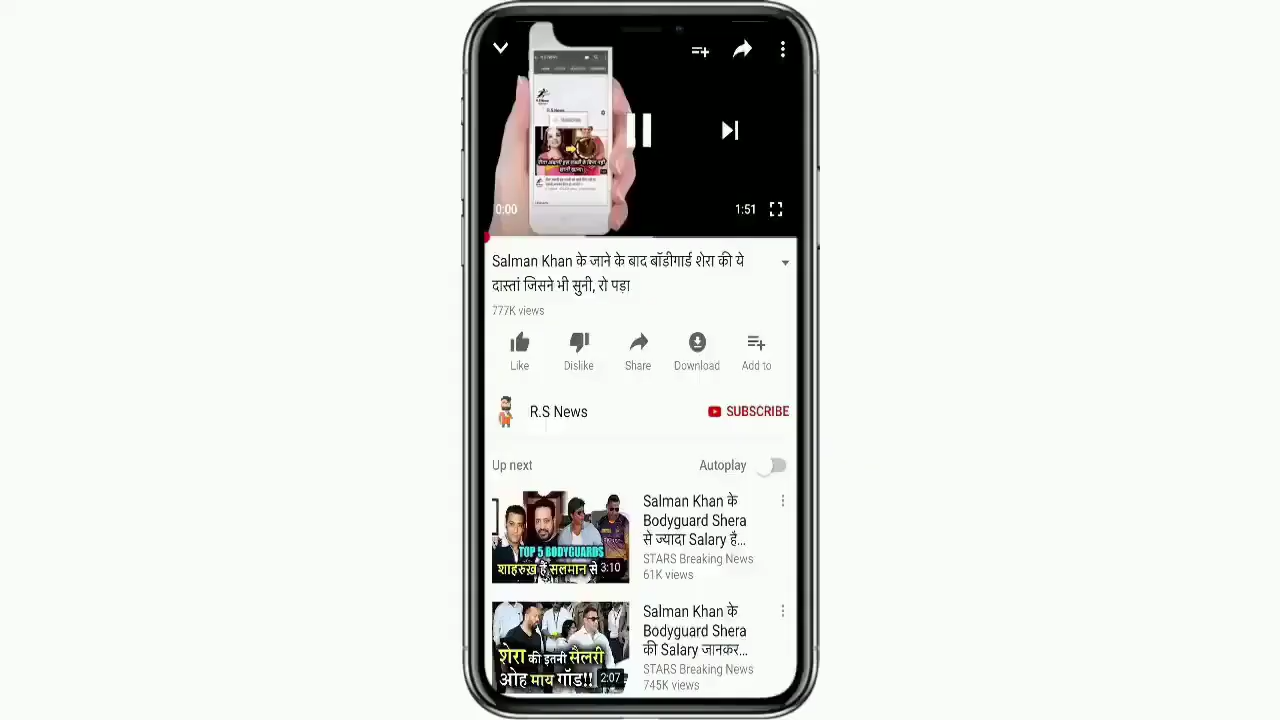 R.S News
0:00
1:51
Salman Khan के जाने के बाद बॉडीगार्ड शेरा की ये
दास्तां जिसने भी सुनी, रो पड़ा
777K views
Like
Dislike
Share
Download
Add to
R.S News
SUBSCRIBE
Up next
Autoplay
TOP 5 BODYGUARDS
शाहरुख़ हैं सलमान से
3:10
Salman Khan के
Bodyguard Shera
से ज्यादा Salary है...
STARS Breaking News
61K views
शेरा की इतनी सैलरी
ओह माय गॉड!!
2:07
Salman Khan के
Bodyguard Shera
की Salary जानकर...
STARS Breaking News
745K views